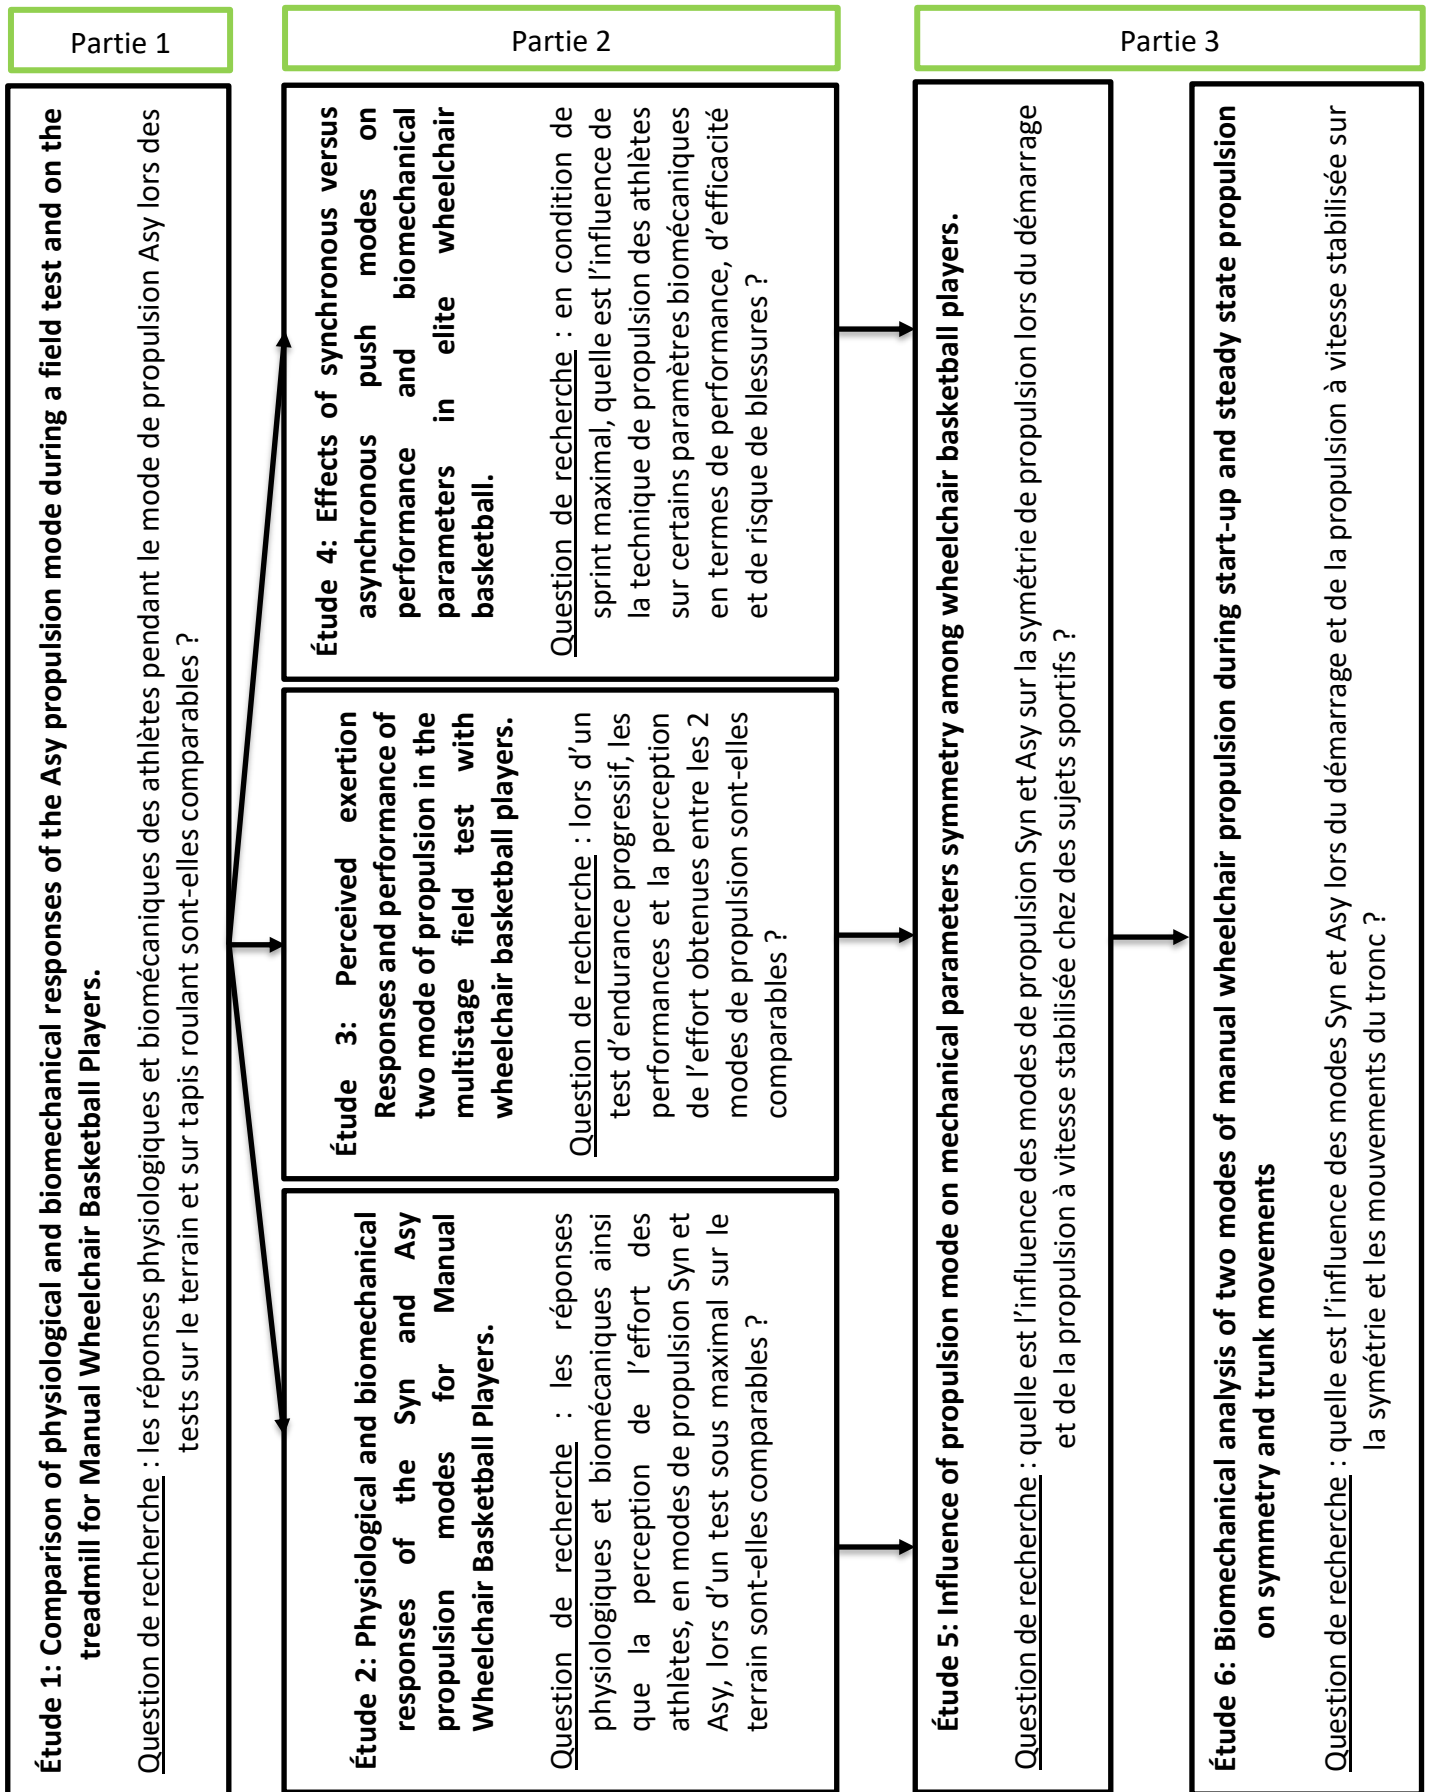 Partie 1
Étude 1: Comparison of physiological and biomechanical responses of the Asy propulsion mode during a field test and on the
treadmill for Manual Wheelchair Basketball Players.
Question de recherche : les réponses physiologiques et biomécaniques des athlètes pendant le mode de propulsion Asy lors des
tests sur le terrain et sur tapis roulant sont-elles comparables ?
Partie 2
Étude 2: Physiological and biomechanical
responses of the Syn and Asy
propulsion modes for Manual
Wheelchair Basketball Players.
Question de recherche : les réponses
physiologiques et biomécaniques ainsi
que la perception de l'effort des
athlètes, en modes de propulsion Syn et
Asy, lors d'un test sous maximal sur le
terrain sont-elles comparables ?
Étude 3: Perceived exertion
Responses and performance of
two mode of propulsion in the
multistage field test with
wheelchair basketball players.
Question de recherche : lors d'un
test d'endurance progressif, les
performances et la perception
de l'effort obtenues entre les 2
modes de propulsion sont-elles
comparables ?
Étude 4: Effects of synchronous versus
asynchronous push modes on
performance and biomechanical
parameters in elite wheelchair
basketball.
Question de recherche : en condition de
sprint maximal, quelle est l'influence de
la technique de propulsion des athlètes
sur certains paramètres biomécaniques
en termes de performance, d'efficacité
et de risque de blessures ?
Partie 3
Étude 5: Influence of propulsion mode on mechanical parameters symmetry among wheelchair basketball players.
Question de recherche : quelle est l'influence des modes de propulsion Syn et Asy sur la symétrie de propulsion lors du démarrage
et de la propulsion à vitesse stabilisée chez des sujets sportifs ?
Étude 6: Biomechanical analysis of two modes of manual wheelchair propulsion during start-up and steady state propulsion
on symmetry and trunk movements
Question de recherche : quelle est l'influence des modes Syn et Asy lors du démarrage et de la propulsion à vitesse stabilisée sur
la symétrie et les mouvements du tronc ?